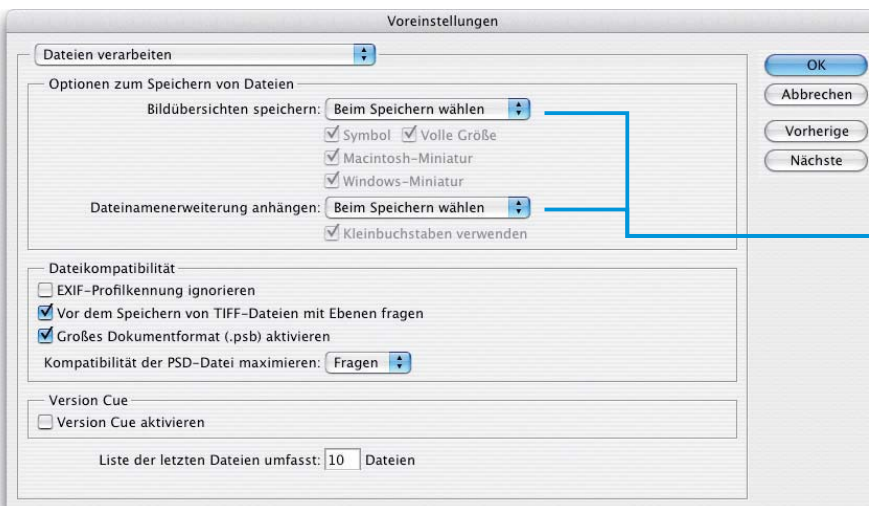 Voreinstellungen
Dateien verarbeiten
OK
Abbrechen
Vorherige
Nächste
Optionen zum Speichern von Dateien
Bildübersichten speichern: Beim Speichern wählen
Symbol Volle Größe
Macintosh-Miniatur
Windows-Miniatur
Dateinamenerweiterung anhängen: Beim Speichern wählen
Kleinbuchstaben verwenden
Dateikompatibilität
EXIF-Profilkennung ignorieren
Vor dem Speichern von TIFF-Dateien mit Ebenen fragen
Großes Dokumentformat (.psb) aktivieren
Kompatibilität der PSD-Datei maximieren: Fragen
Version Cue
Version Cue aktivieren
Liste der letzten Dateien umfasst: 10 Dateien